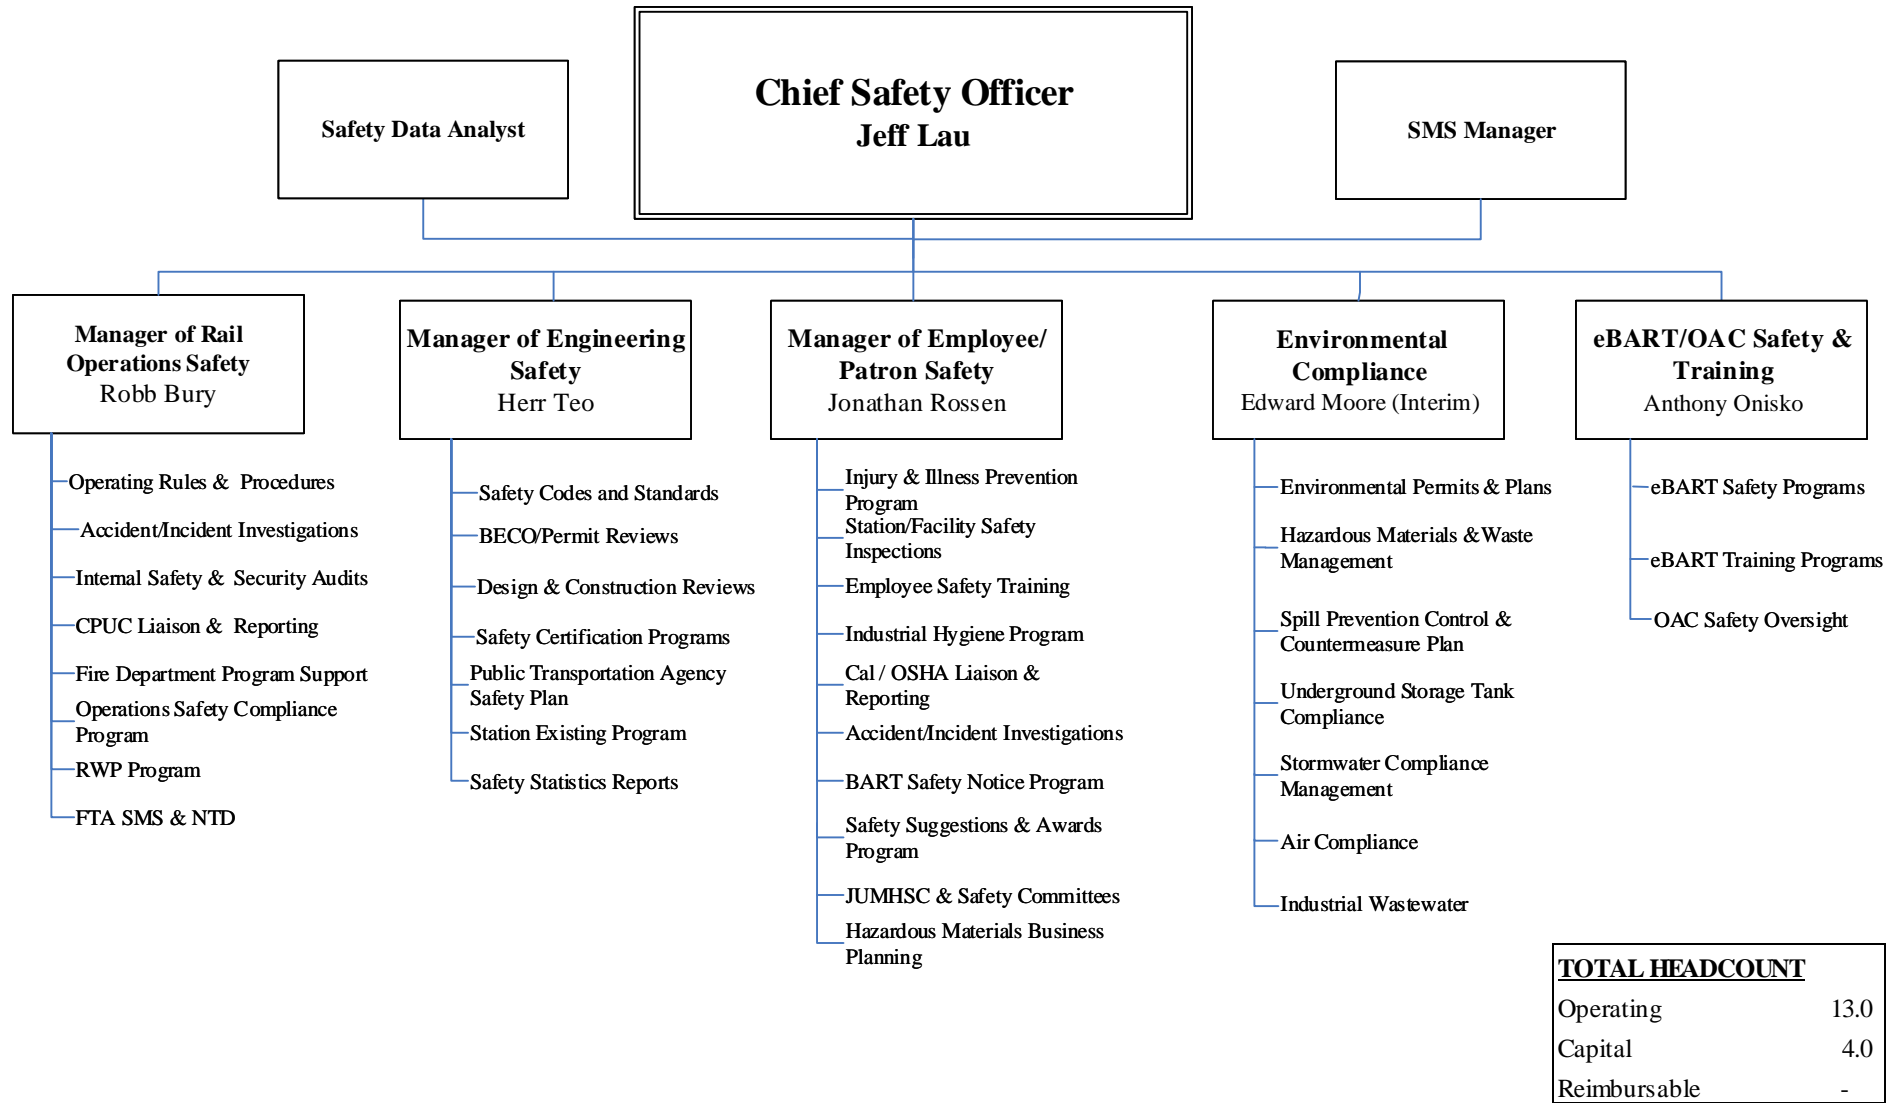 Chief Safety Officer
Jeff Lau
Safety Data Analyst
SMS Manager
Manager of Rail
Operations Safety
Robb Bury
Operating Rules & Procedures
Accident/Incident Investigations
Internal Safety & Security Audits
CPUC Liaison & Reporting
Fire Department Program Support
Operations Safety Compliance
Program
RWP Program
FTA SMS & NTD
Manager of Engineering
Safety
Herr Teo
Safety Codes and Standards
BECO/Permit Reviews
Design & Construction Reviews
Safety Certification Programs
Public Transportation Agency
Safety Plan
Station Existing Program
Safety Statistics Reports
Manager of Employee/
Patron Safety
Jonathan Rossen
Injury & Illness Prevention
Program
Station/Facility Safety
Inspections
Employee Safety Training
Industrial Hygiene Program
Cal / OSHA Liaison &
Reporting
Accident/Incident Investigations
BART Safety Notice Program
Safety Suggestions & Awards
Program
JUMHSC & Safety Committees
Hazardous Materials Business
Planning
Environmental
Compliance
Edward Moore (Interim)
Environmental Permits & Plans
Hazardous Materials &Waste
Management
Spill Prevention Control &
Countermeasure Plan
Underground Storage Tank
Compliance
Stormwater Compliance
Management
Air Compliance
Industrial Wastewater
eBART/OAC Safety &
Training
Anthony Onisko
eBART Safety Programs
eBART Training Programs
OAC Safety Oversight
TOTAL HEADCOUNT
Operating 13.0
Capital 4.0
Reimbursable -